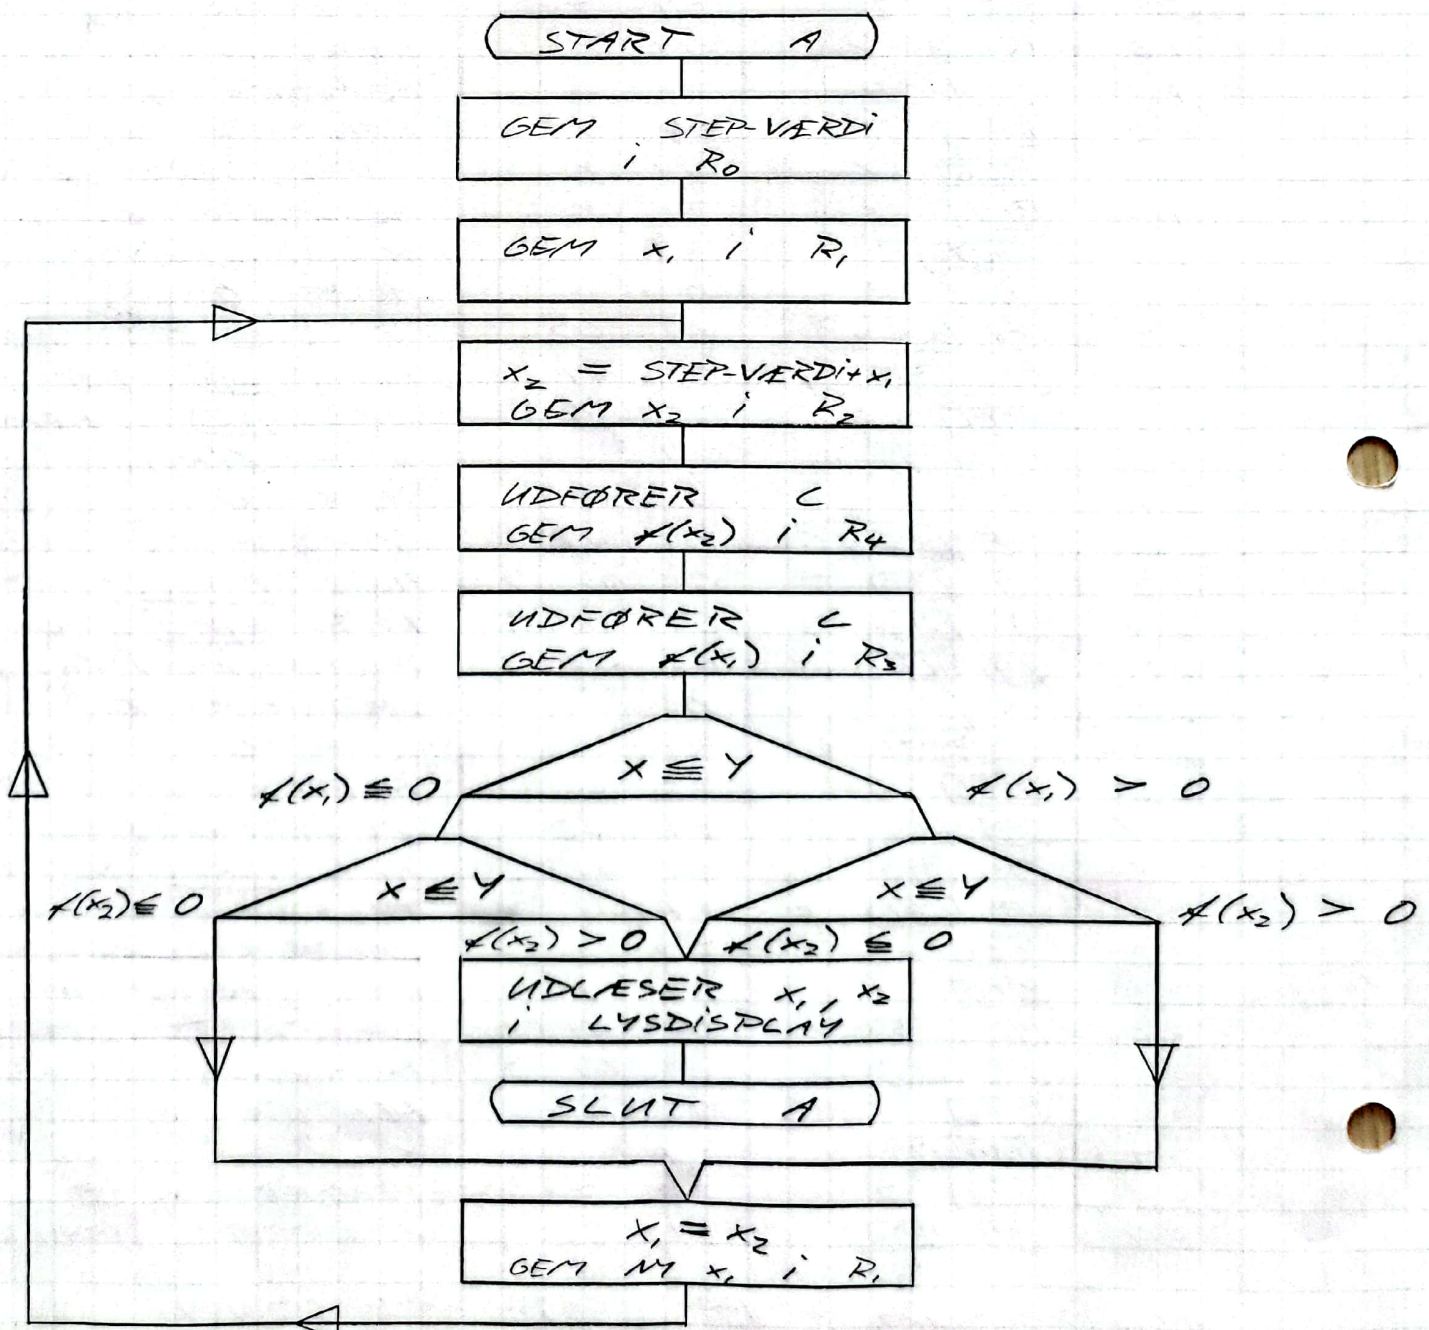 START A
GEM STEP-VÆRDi
i R₀
GEM x₁ i R₁
x₂ = STEP-VÆRDi+x₁
GEM x₂ i R₂
UDFØRER C
GEM f(x₂) i R₄
UDFØRER C
GEM f(x₁) i R₃
X ≦ Y
f(x₁) ≦ 0
f(x₁) > 0
X ≦ Y
X ≦ Y
f(x₂) ≦ 0
f(x₂) > 0
f(x₂) > 0
f(x₂) ≦ 0
UDLÆSER x₁, x₂
i LYSDiSPLAY
SLUT A
x₁ = x₂
GEM NY x₁ i R₁